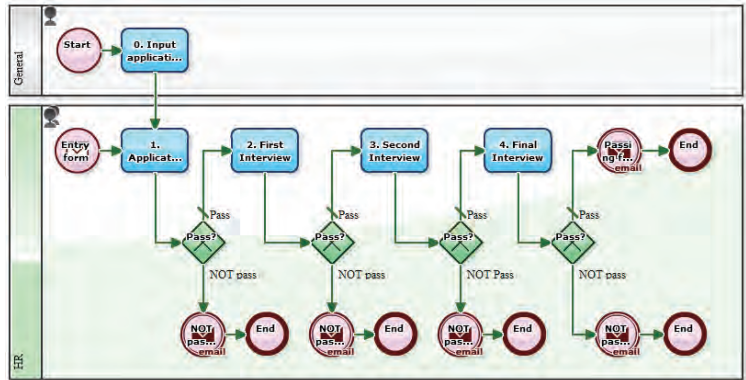 General
Start
0. Input
applicati...
HR
Entry
form
1.
Applicat...
2. First
Interview
3. Second
Interview
4. Final
Interview
Passi
ng f...
email
End
Pass
Pass
Pass
Pass
Pass?
Pass?
Pass?
Pass?
NOT pass
NOT pass
NOT Pass
NOT pass
NOT
pas...
email
End
NOT
pas...
email
End
NOT
pas...
email
End
NOT
pas...
email
End